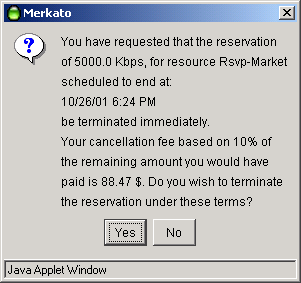 Merkato
You have requested that the reservation
of 5000.0 Kbps, for resource Rsvp-Market
scheduled to end at:
10/26/01 6:24 PM
be terminated immediately.
Your cancellation fee based on 10% of
the remaining amount you would have
paid is 88.47 $. Do you wish to terminate
the reservation under these terms?
Yes No
Java Applet Window